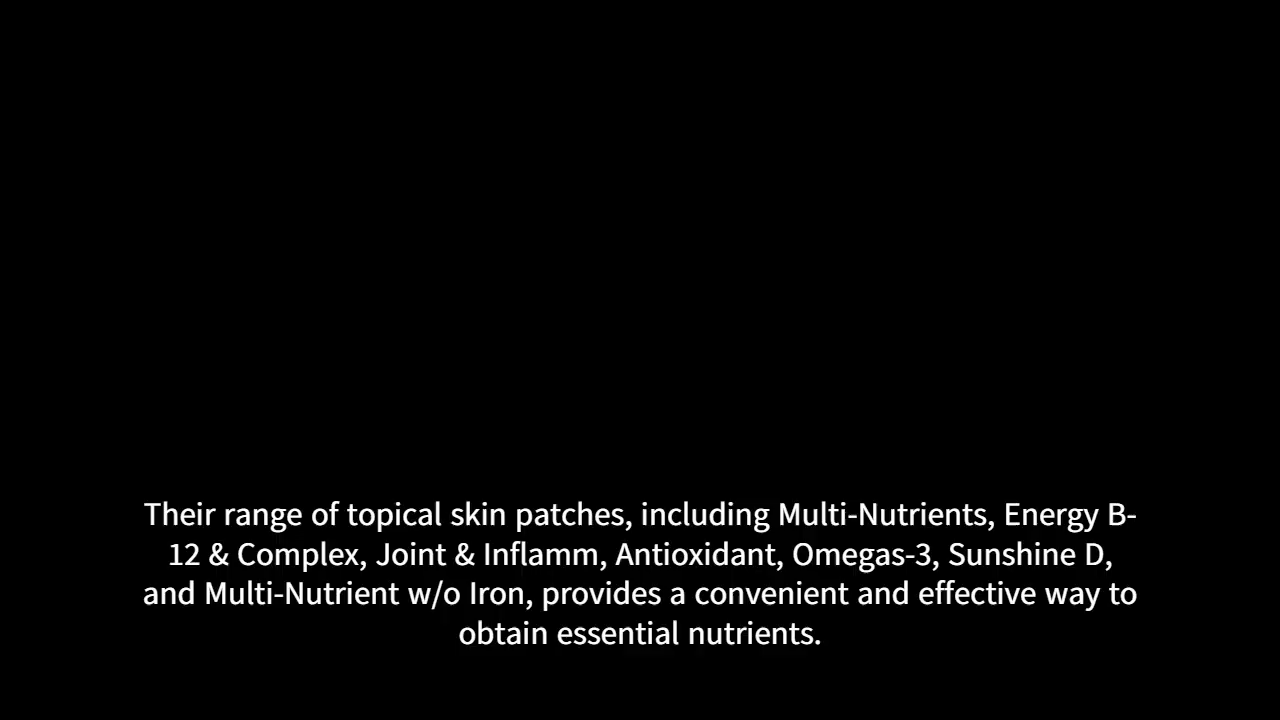 Their range of topical skin patches, including Multi-Nutrients, Energy B-
12 & Complex, Joint & Inflamm, Antioxidant, Omegas-3, Sunshine D,
and Multi-Nutrient w/o Iron, provides a convenient and effective way to
obtain essential nutrients.